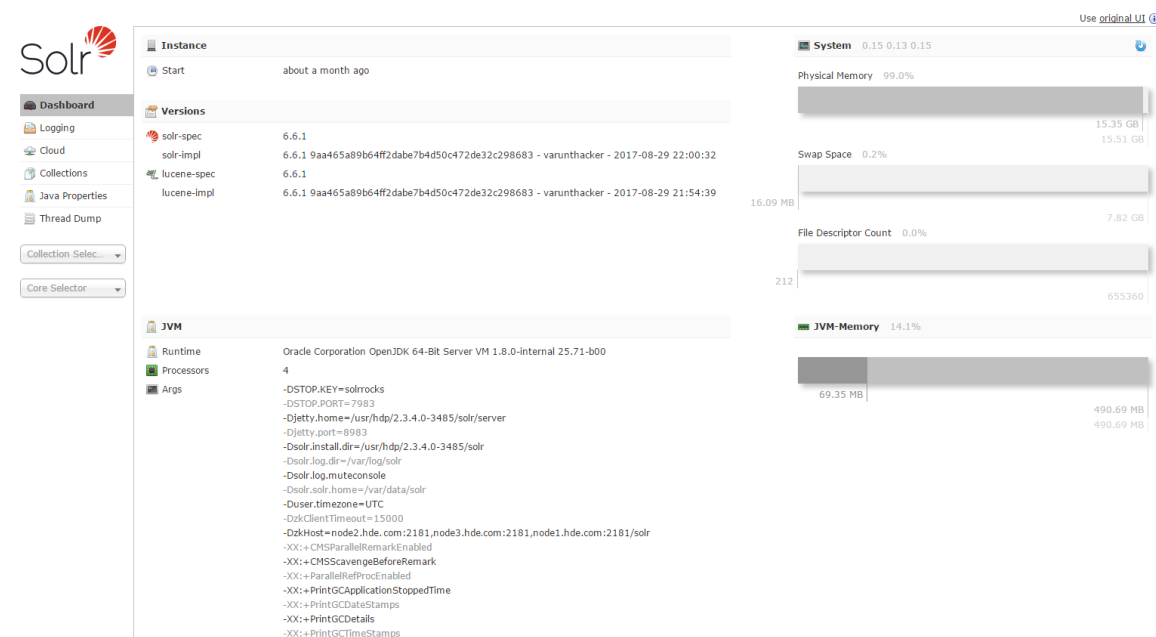 Use original UI
Solr
Dashboard
Logging
Cloud
Collections
Java Properties
Thread Dump
Collection Selec...
Core Selector
Instance
Start about a month ago
Versions
solr-spec 6.6.1
solr-impl 6.6.1 9aa465a89b64ff2dabe7b4d50c472de32c298683 - varunthacker - 2017-08-29 22:00:32
lucene-spec 6.6.1
lucene-impl 6.6.1 9aa465a89b64ff2dabe7b4d50c472de32c298683 - varunthacker - 2017-08-29 21:54:39
System 0.15 0.13 0.15
Physical Memory 99.0%
15.35 GB
15.51 GB
Swap Space 0.2%
16.09 MB
7.82 GB
File Descriptor Count 0.0%
212
655360
JVM
Runtime Oracle Corporation OpenJDK 64-Bit Server VM 1.8.0-internal 25.71-b00
Processors 4
Args -DSTOP.KEY=solrrocks
-DSTOP.PORT=7983
-Djetty.home=/usr/hdp/2.3.4.0-3485/solr/server
-Djetty.port=8983
-Dsolr.install.dir=/usr/hdp/2.3.4.0-3485/solr
-Dsolr.log.dir=/var/log/solr
-Dsolr.log.muteconsole
-Dsolr.solr.home=/var/data/solr
-Duser.timezone=UTC
-DzkClientTimeout=15000
-DzkHost=node2.hde.com:2181,node3.hde.com:2181,node1.hde.com:2181/solr
-XX:+CMSParallelRemarkEnabled
-XX:+CMSScavengeBeforeRemark
-XX:+ParallelRefProcEnabled
-XX:+PrintGCApplicationStoppedTime
-XX:+PrintGCDateStamps
-XX:+PrintGCDetails
-XX:+PrintGCTimeStamps
JVM-Memory 14.1%
69.35 MB
490.69 MB
490.69 MB